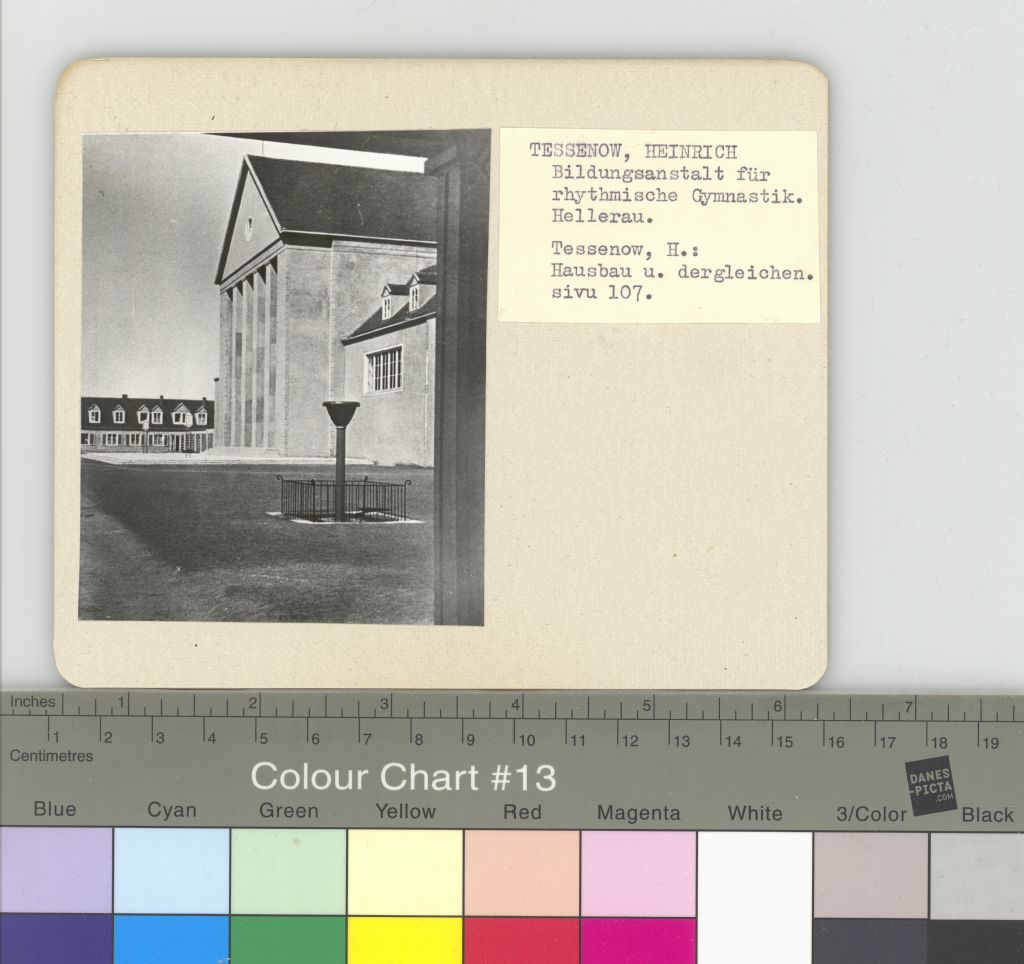 TESSENOW, HEINRICH
Bildungsanstalt für
rhythmische Gymnastik.
Hellerau.
Tessenow, H.:
Hausbau u. dergleichen.
sivu 107.
Inches 1 2 3 4 5 6 7
1 2 3 4 5 6 7 8 9 10 11 12 13 14 15 16 17 18 19
Centimetres
Colour Chart #13
DANES
-PICTA
.COM
Blue Cyan Green Yellow Red Magenta White 3/Color Black